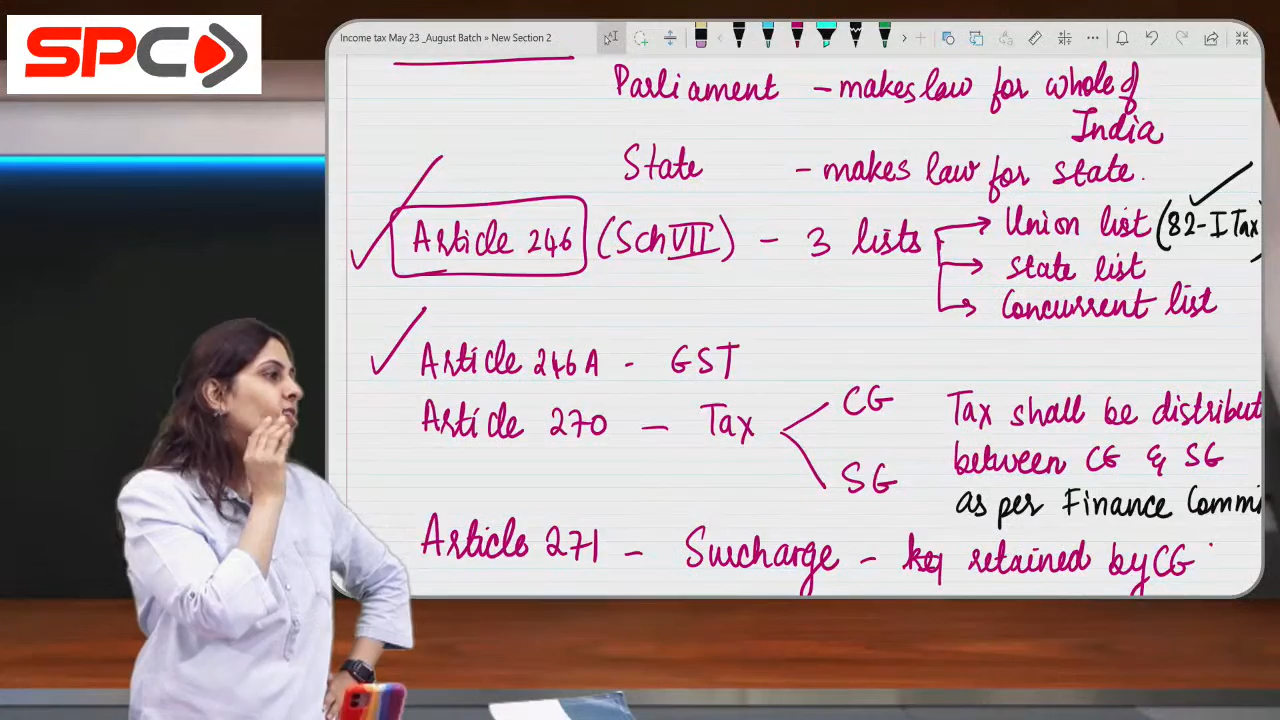 SPC
Income tax May 23 _August Batch » New Section 2
Parliament - makes law for whole of
India
State - makes law for state.
Article 246 (Sch VII) - 3 lists
Union list (82-I Tax
State list
Concurrent list
Article 246A - GST
Article 270 - Tax
CG
SG
Tax shall be distribut
between CG & SG
as per Finance Commi
Article 271 - Surcharge - retained by CG